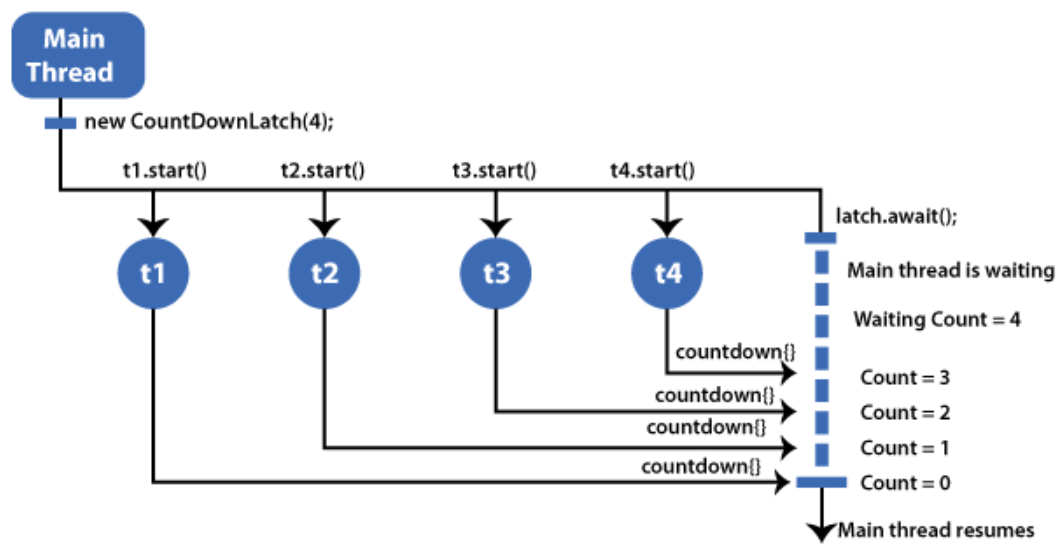 Main
Thread
new CountDownLatch(4);
t1.start()
t2.start()
t3.start()
t4.start()
latch.await();
t1
t2
t3
t4
Main thread is waiting
Waiting Count = 4
countdown{}
Count = 3
countdown{}
Count = 2
countdown{}
Count = 1
countdown{}
Count = 0
Main thread resumes